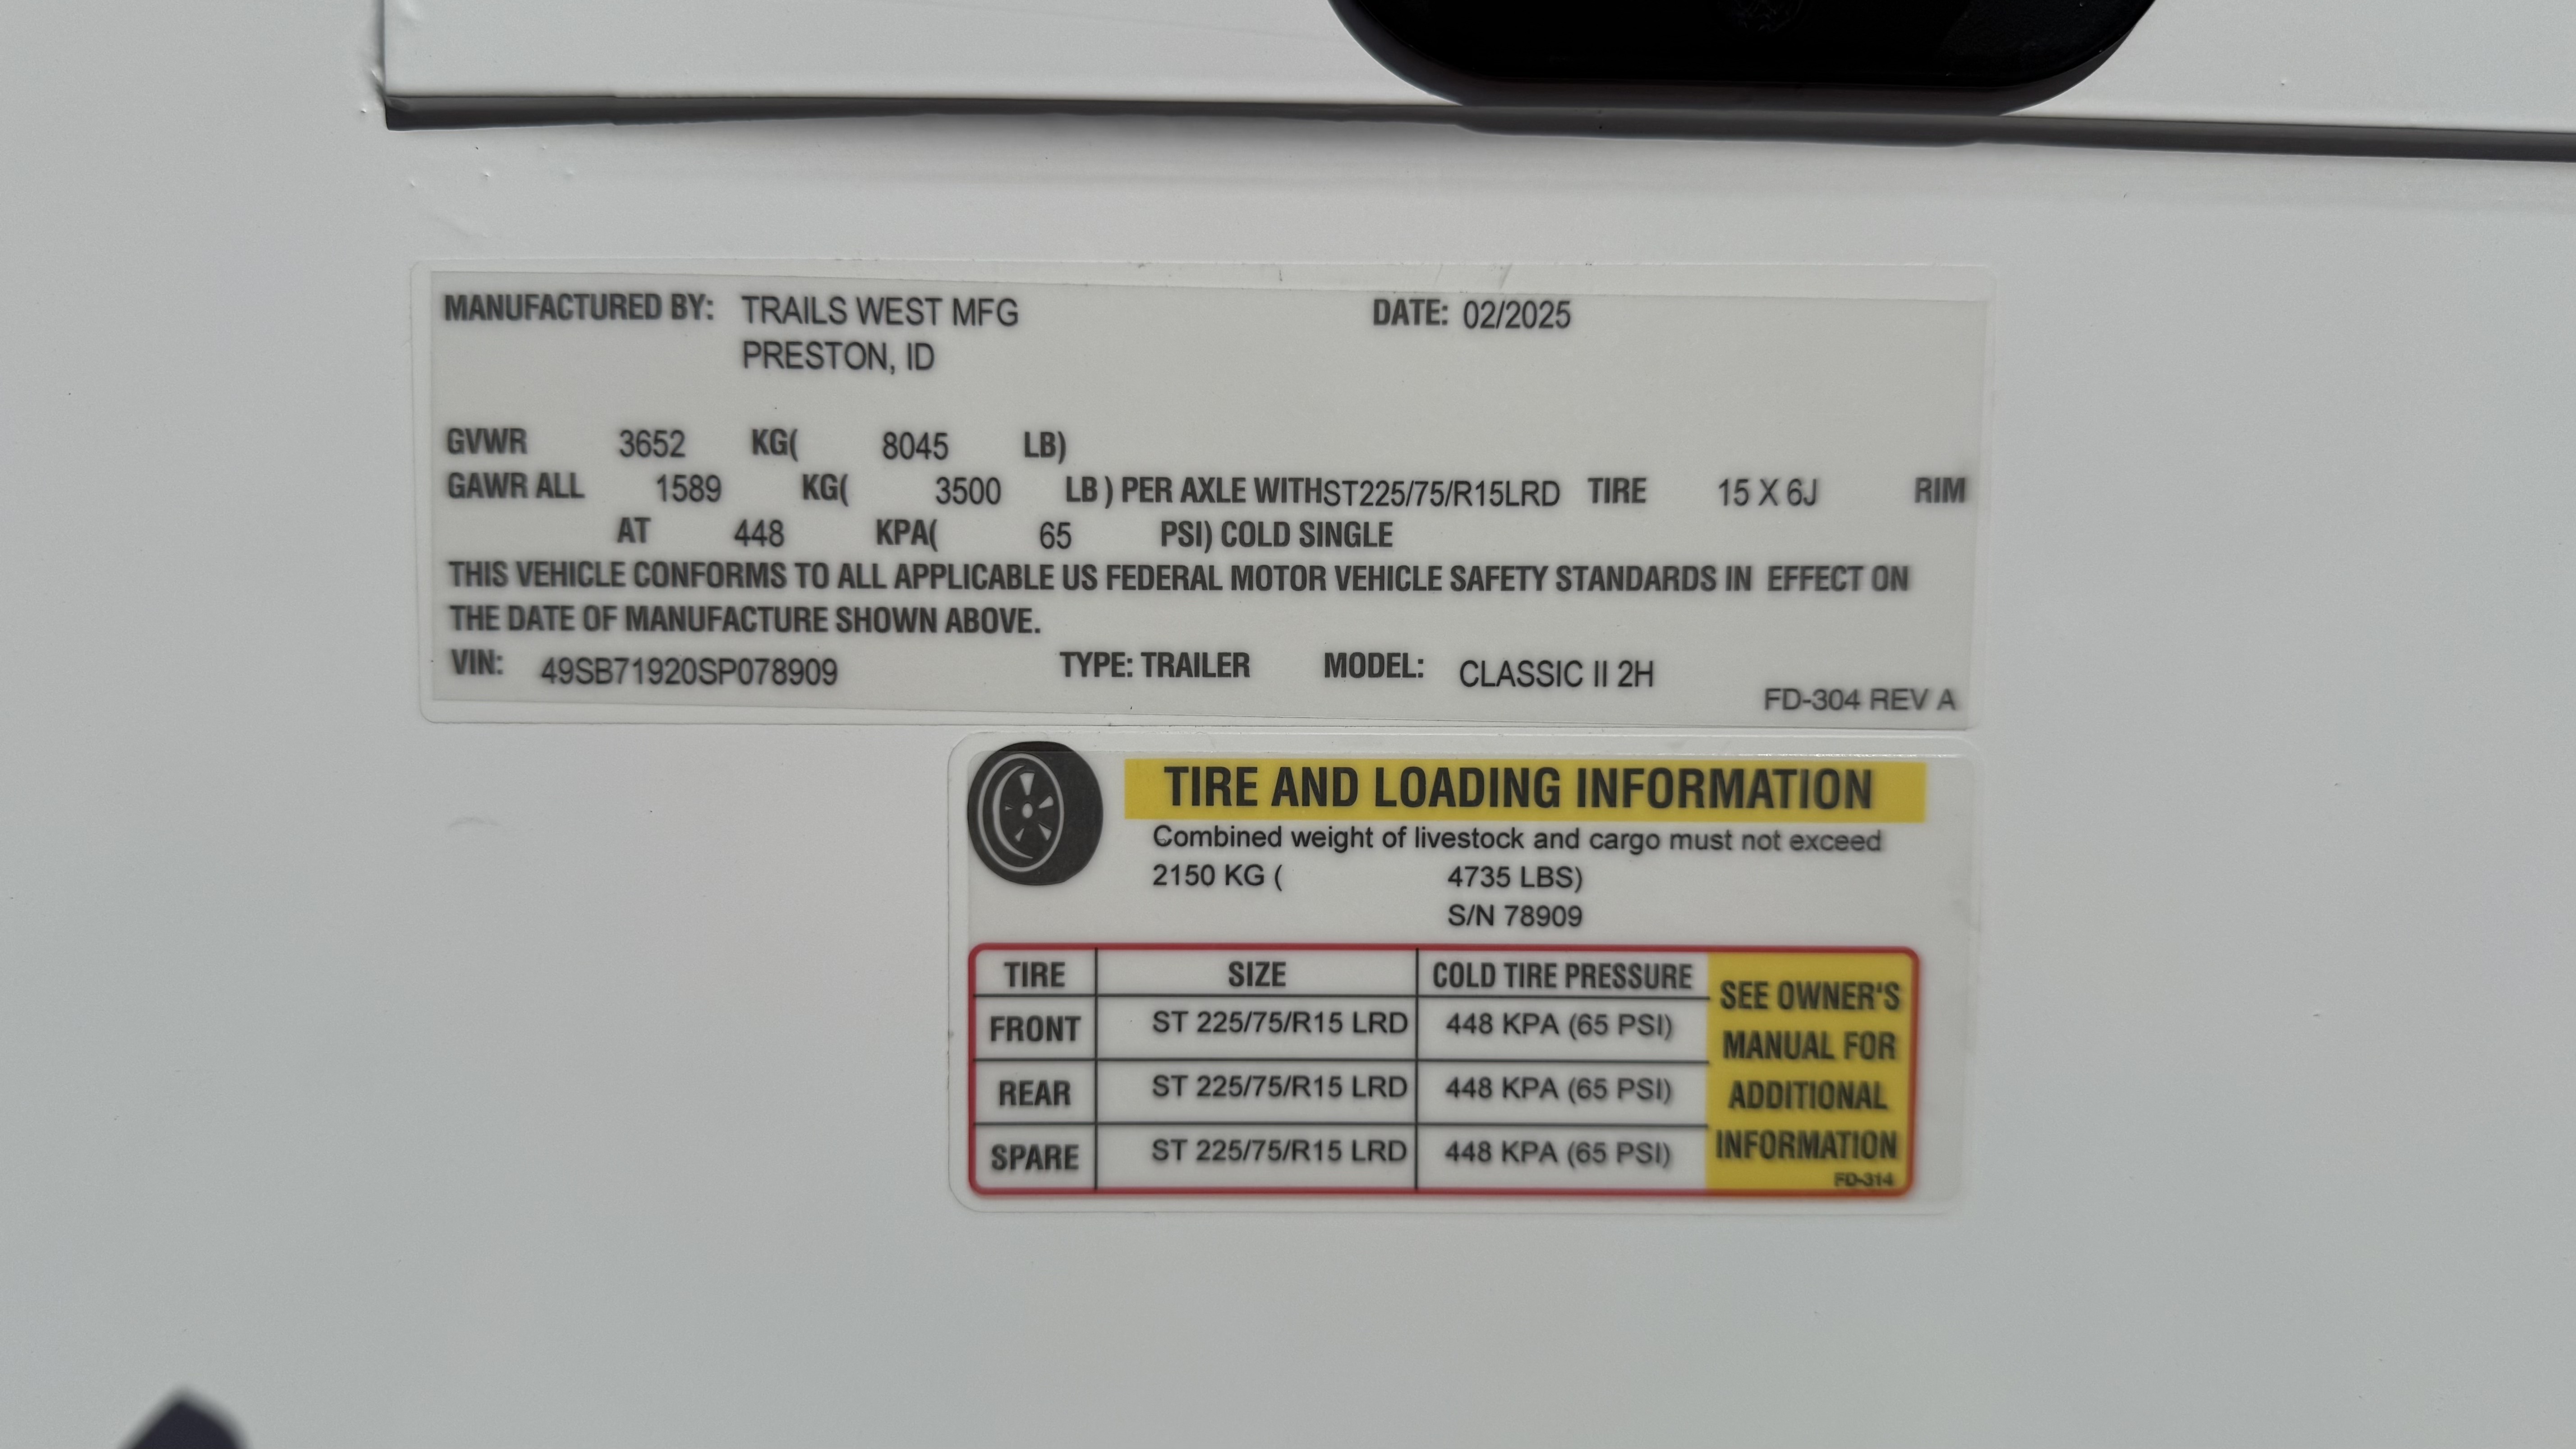 MANUFACTURED BY: TRAILS WEST MFG DATE: 02/2025
PRESTON, ID
GVWR 3652 KG( 8045 LB)
GAWR ALL 1589 KG( 3500 LB ) PER AXLE WITH ST225/75/R15LRD TIRE 15 X 6J RIM
AT 448 KPA( 65 PSI) COLD SINGLE
THIS VEHICLE CONFORMS TO ALL APPLICABLE US FEDERAL MOTOR VEHICLE SAFETY STANDARDS IN EFFECT ON
THE DATE OF MANUFACTURE SHOWN ABOVE.
VIN: 49SB71920SP078909 TYPE: TRAILER MODEL: CLASSIC II 2H
FD-304 REV A
TIRE AND LOADING INFORMATION
Combined weight of livestock and cargo must not exceed
2150 KG ( 4735 LBS)
S/N 78909
TIRE SIZE COLD TIRE PRESSURE
FRONT ST 225/75/R15 LRD 448 KPA (65 PSI)
REAR ST 225/75/R15 LRD 448 KPA (65 PSI)
SPARE ST 225/75/R15 LRD 448 KPA (65 PSI)
SEE OWNER'S
MANUAL FOR
ADDITIONAL
INFORMATION
FD-314